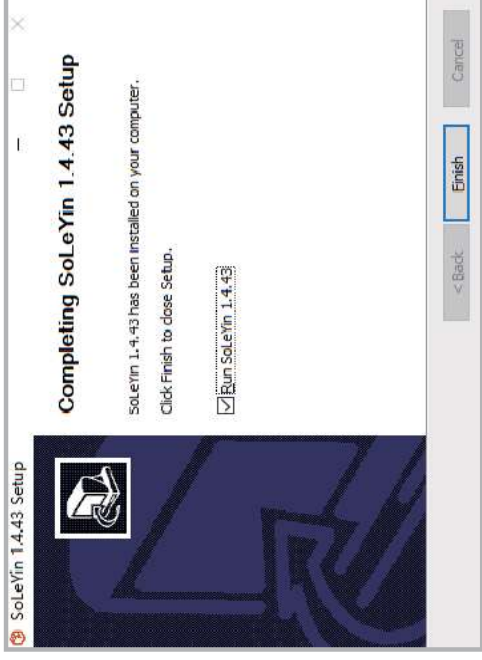 SoLeYin 1.4.43 Setup
Completing SoLeYin 1.4.43 Setup
SoLeYin 1.4.43 has been installed on your computer.
Click Finish to close Setup.
Run SoLeYin 1.4.43
< Back
Finish
Cancel